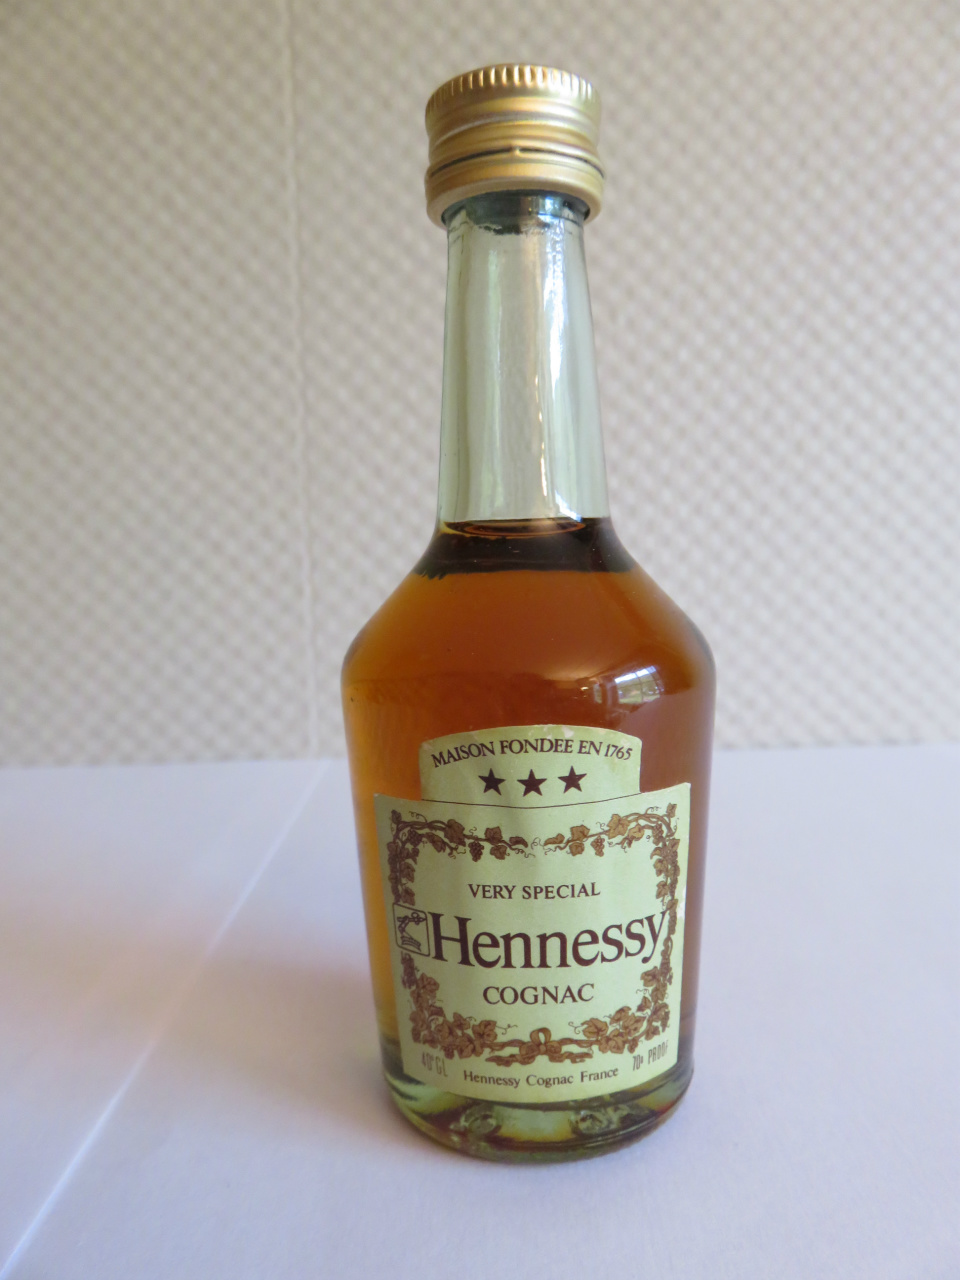 MAISON FONDEE EN 1765
VERY SPECIAL
Hennessy
COGNAC
40° GL
70° PROOF
Hennessy Cognac France